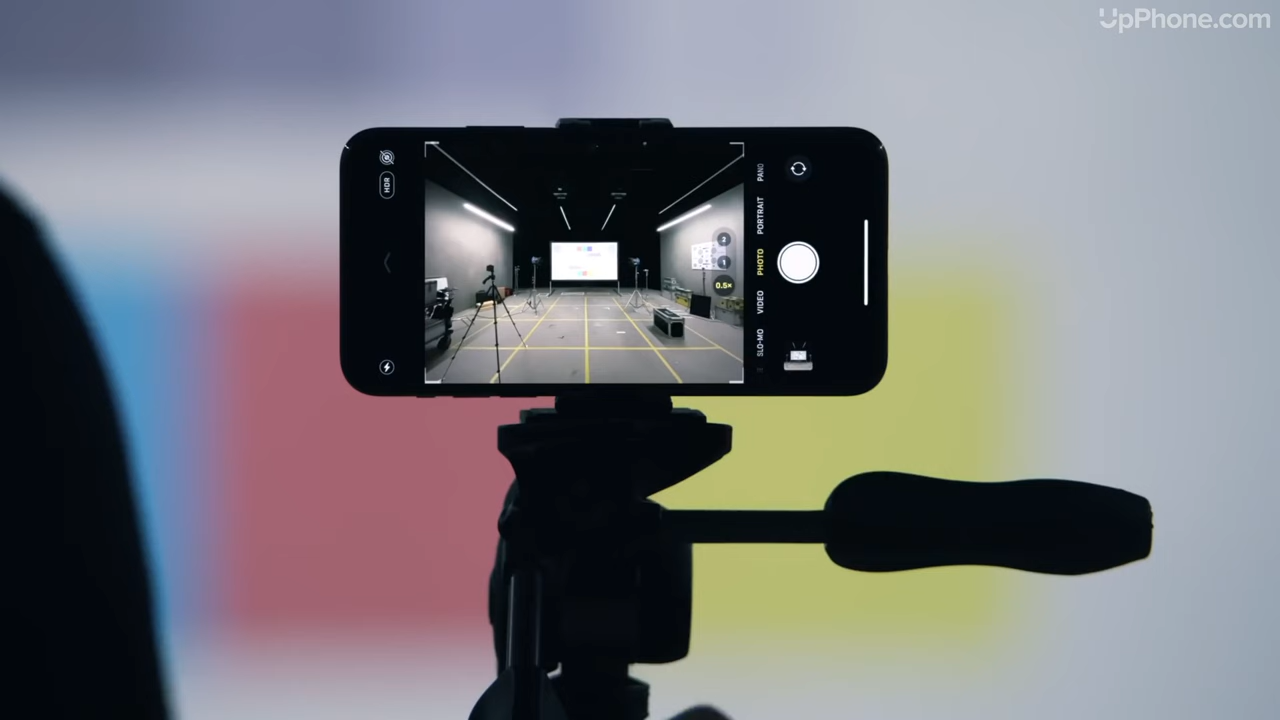 UpPhone.com
HDR
2
1
0.5×
PANO
PORTRAIT
PHOTO
VIDEO
SLO-MO